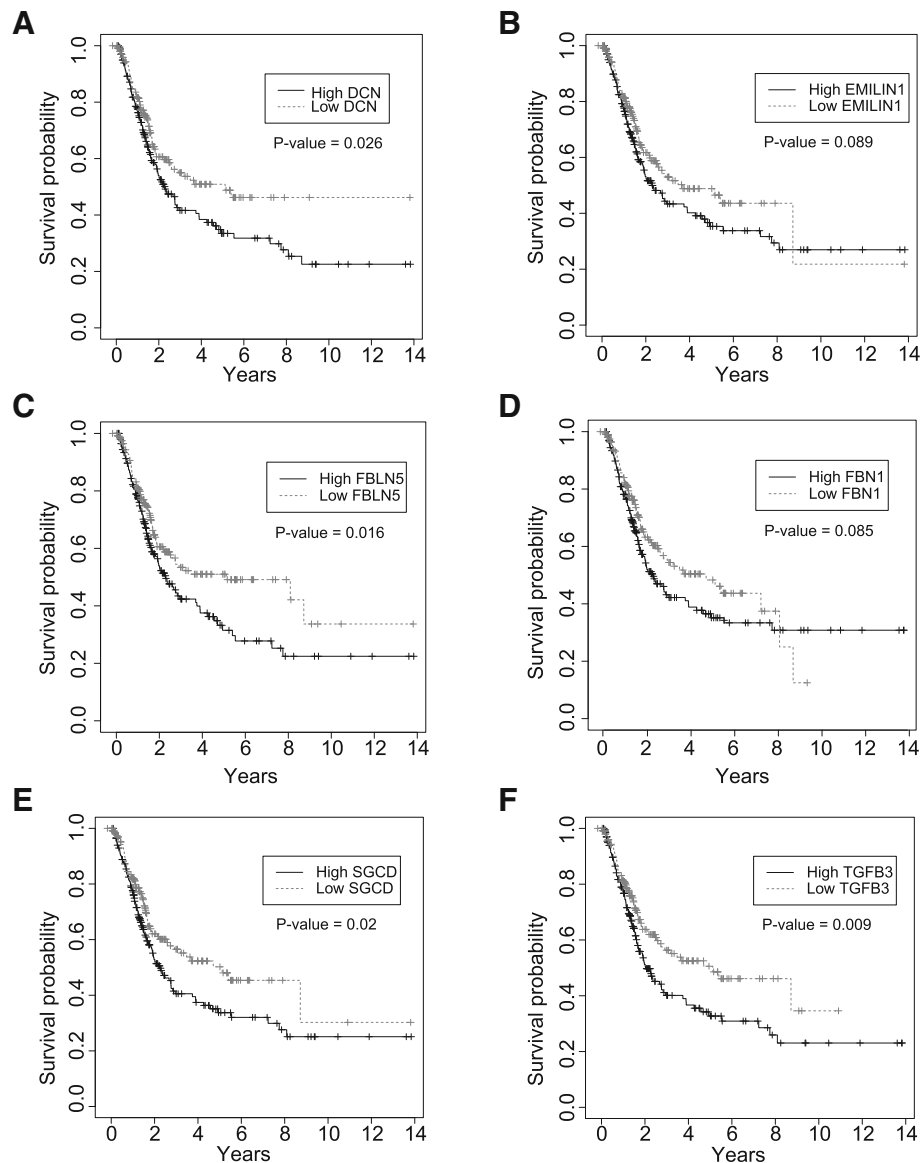 A
Survival probability
1.0
0.8
0.6
0.4
0.2
0.0
High DCN
Low DCN
P-value = 0.026
0 2 4 6 8 10 12 14
Years
B
Survival probability
1.0
0.8
0.6
0.4
0.2
0.0
High EMILIN1
Low EMILIN1
P-value = 0.089
0 2 4 6 8 10 12 14
Years
C
Survival probability
1.0
0.8
0.6
0.4
0.2
0.0
High FBLN5
Low FBLN5
P-value = 0.016
0 2 4 6 8 10 12 14
Years
D
Survival probability
1.0
0.8
0.6
0.4
0.2
0.0
High FBN1
Low FBN1
P-value = 0.085
0 2 4 6 8 10 12 14
Years
E
Survival probability
1.0
0.8
0.6
0.4
0.2
0.0
High SGCD
Low SGCD
P-value = 0.02
0 2 4 6 8 10 12 14
Years
F
Survival probability
1.0
0.8
0.6
0.4
0.2
0.0
High TGFB3
Low TGFB3
P-value = 0.009
0 2 4 6 8 10 12 14
Years